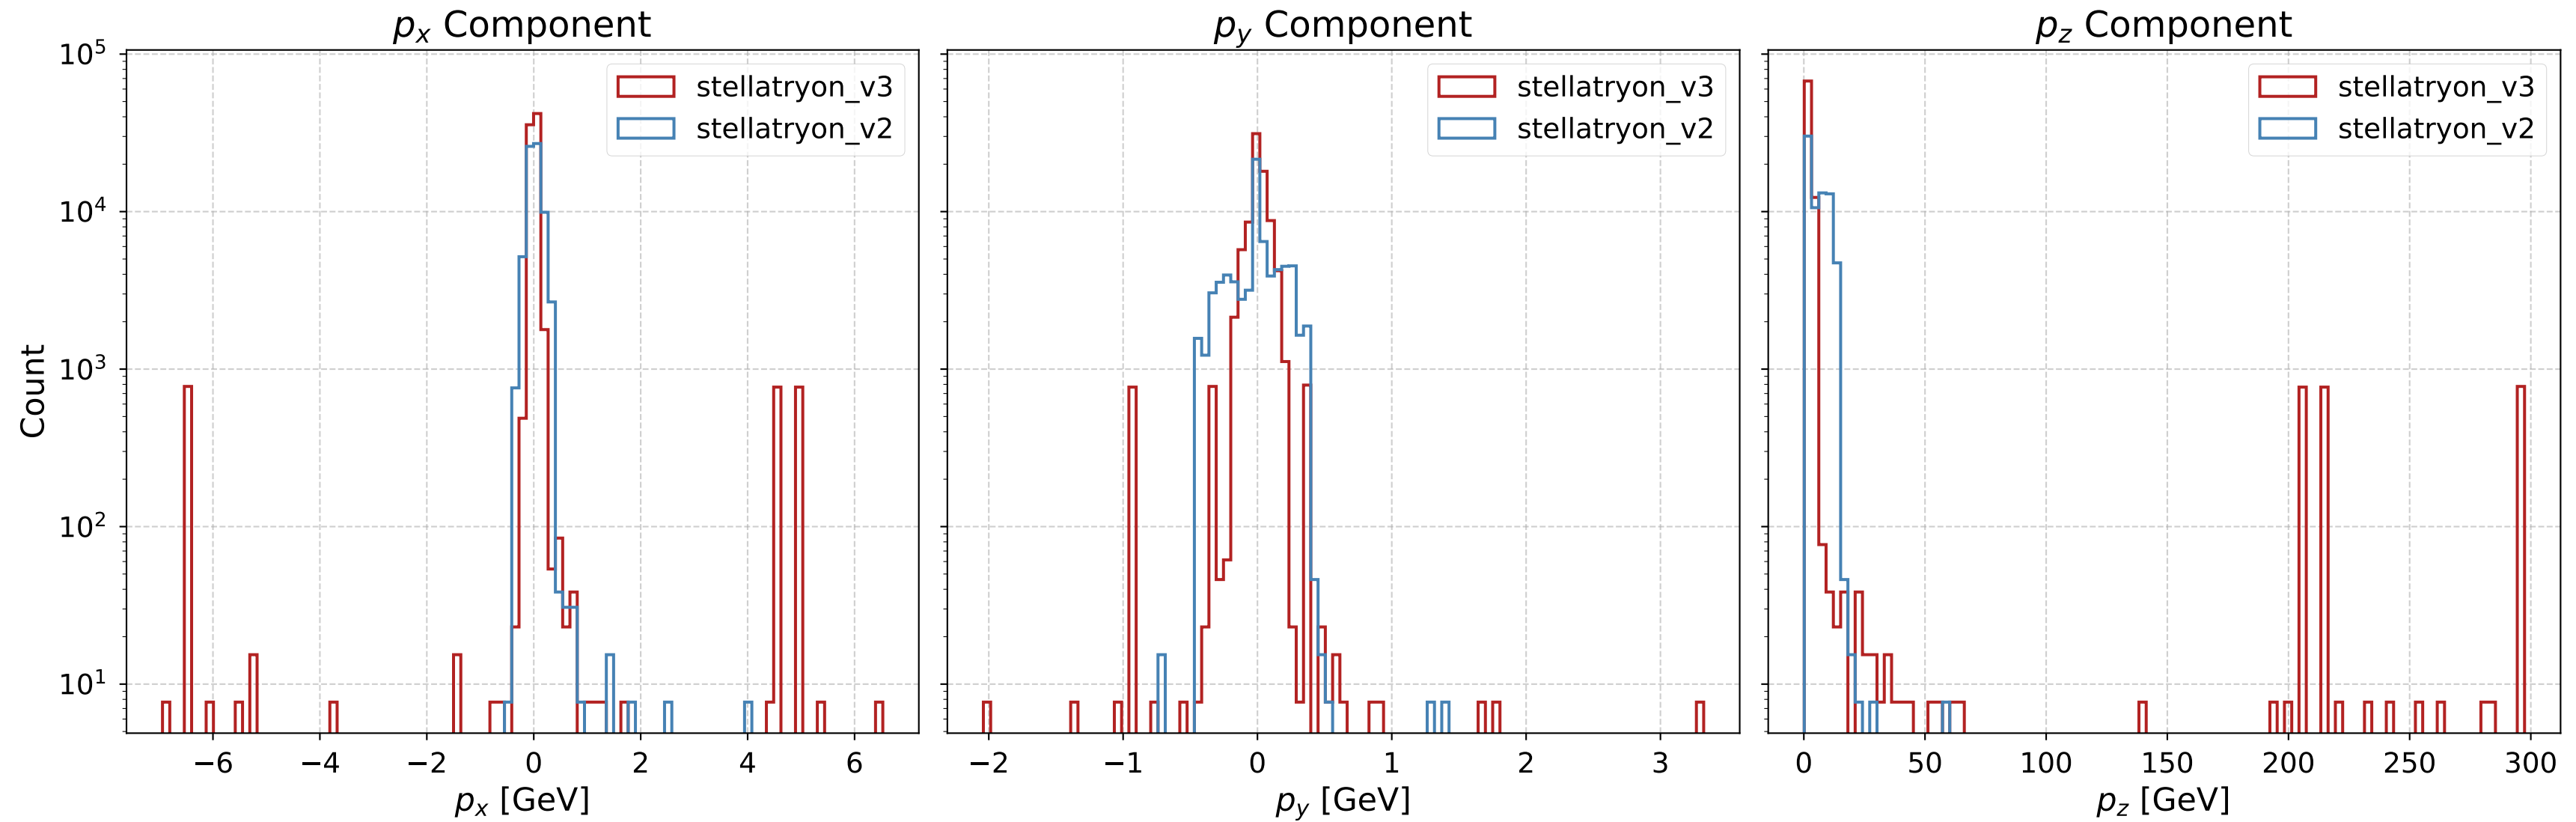 p_x Component
p_y Component
p_z Component
Count
10^5
10^4
10^3
10^2
10^1
stellatryon_v3
stellatryon_v2
stellatryon_v3
stellatryon_v2
stellatryon_v3
stellatryon_v2
−6 −4 −2 0 2 4 6
−2 −1 0 1 2 3
0 50 100 150 200 250 300
p_x [GeV]
p_y [GeV]
p_z [GeV]